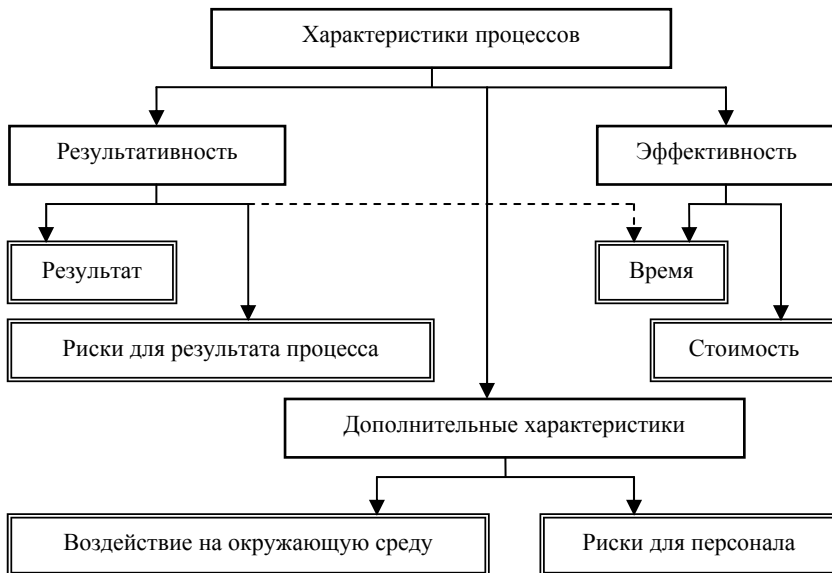 Характеристики процессов
Результативность
Эффективность
Результат
Время
Риски для результата процесса
Стоимость
Дополнительные характеристики
Воздействие на окружающую среду
Риски для персонала